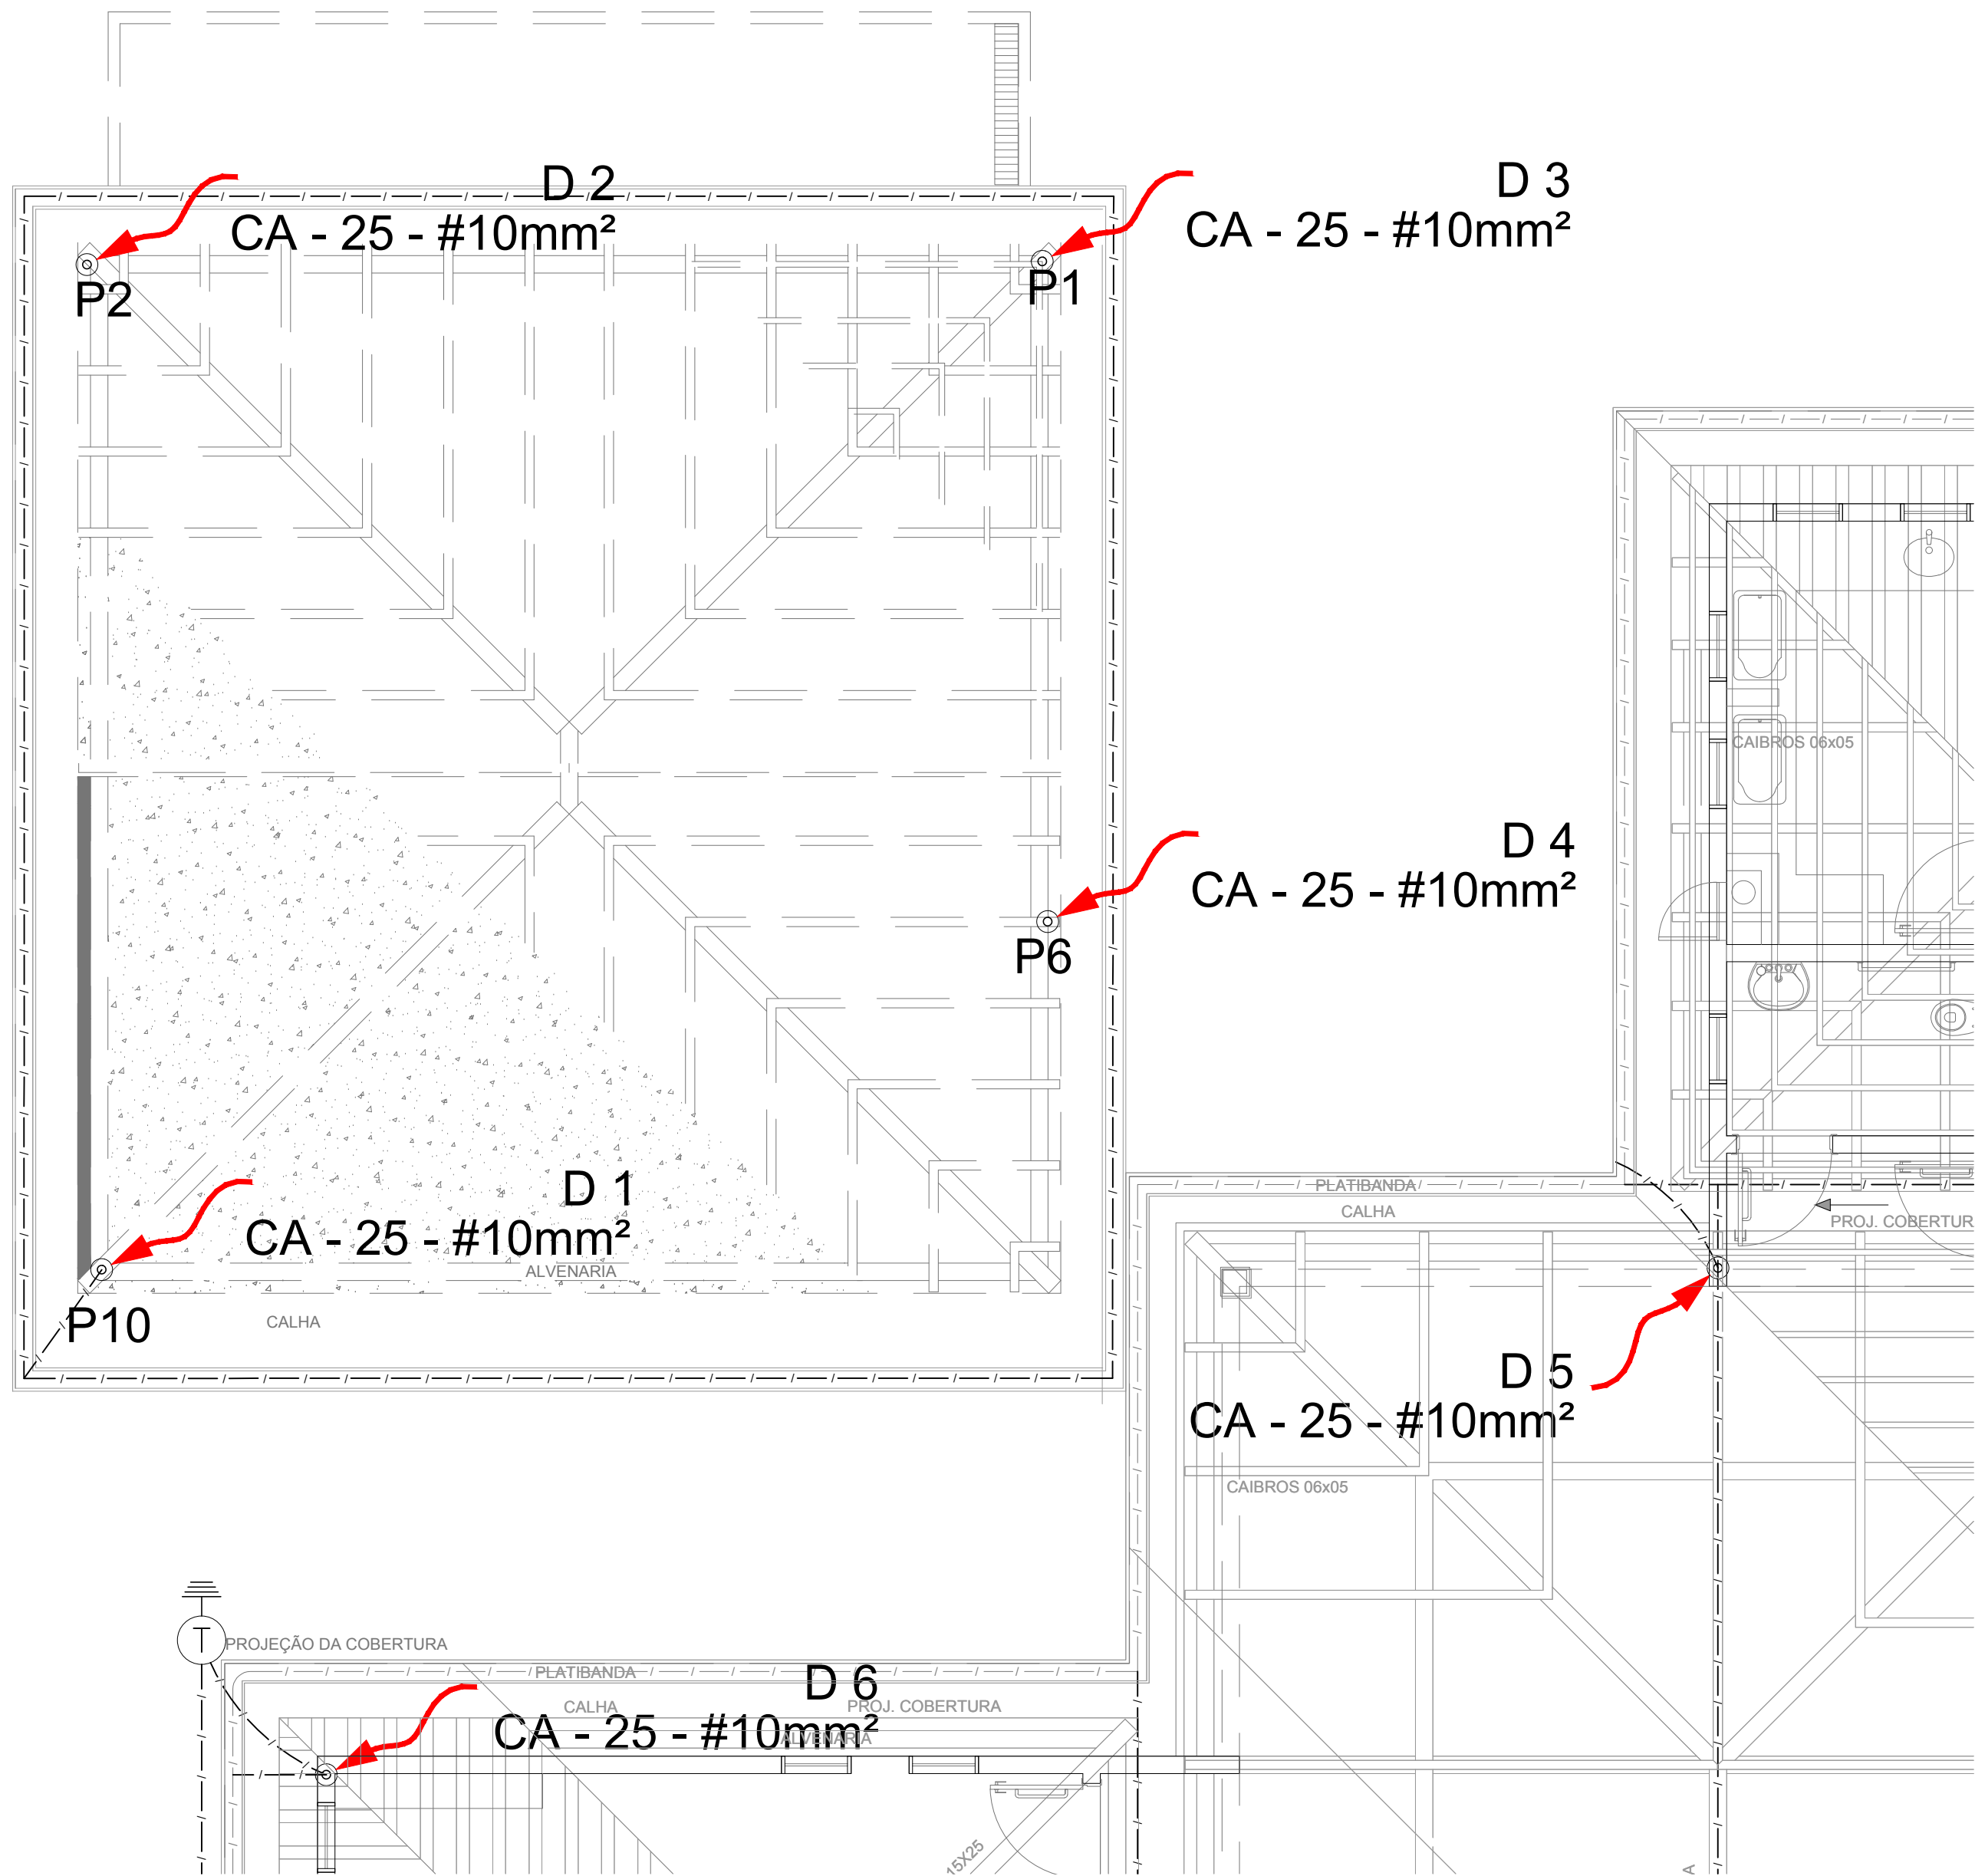 D 2
CA - 25 - #10mm²
P2
D 3
CA - 25 - #10mm²
P1
CAIBROS 06x05
D 4
CA - 25 - #10mm²
P6
D 1
CA - 25 - #10mm²
ALVENARIA
P10
CALHA
PLATIBANDA
CALHA
PROJ. COBERTUR
D 5
CA - 25 - #10mm²
CAIBROS 06x05
T
PROJEÇÃO DA COBERTURA
PLATIBANDA
D 6
CALHA
PROJ. COBERTURA
CA - 25 - #10mm²
ALVENARIA
15X25
A